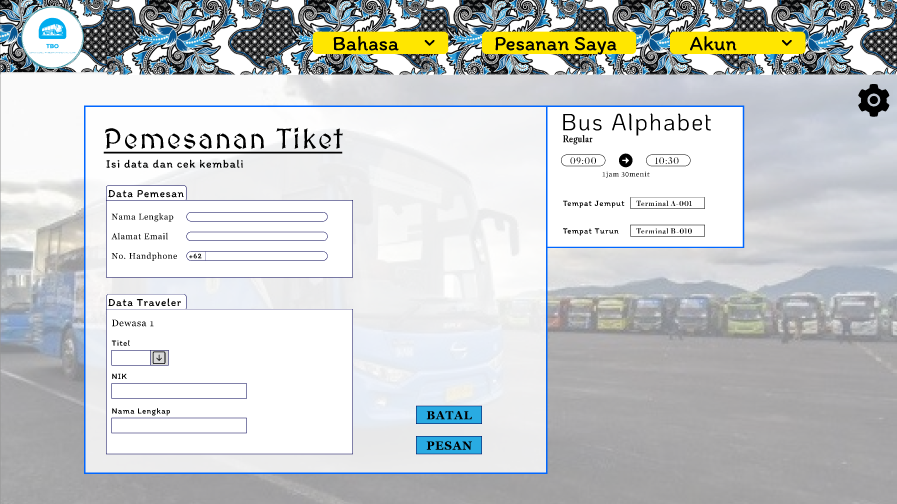 TBO
Bahasa
Pesanan Saya
Akun
Pemesanan Tiket
Isi data dan cek kembali
Data Pemesan
Nama Lengkap
Alamat Email
No. Handphone +62
Data Traveler
Dewasa 1
Titel
NIK
Nama Lengkap
BATAL
PESAN
Bus Alphabet
Regular
09:00 10:30
1jam 30menit
Tempat Jemput Terminal A-001
Tempat Turun Terminal B-010